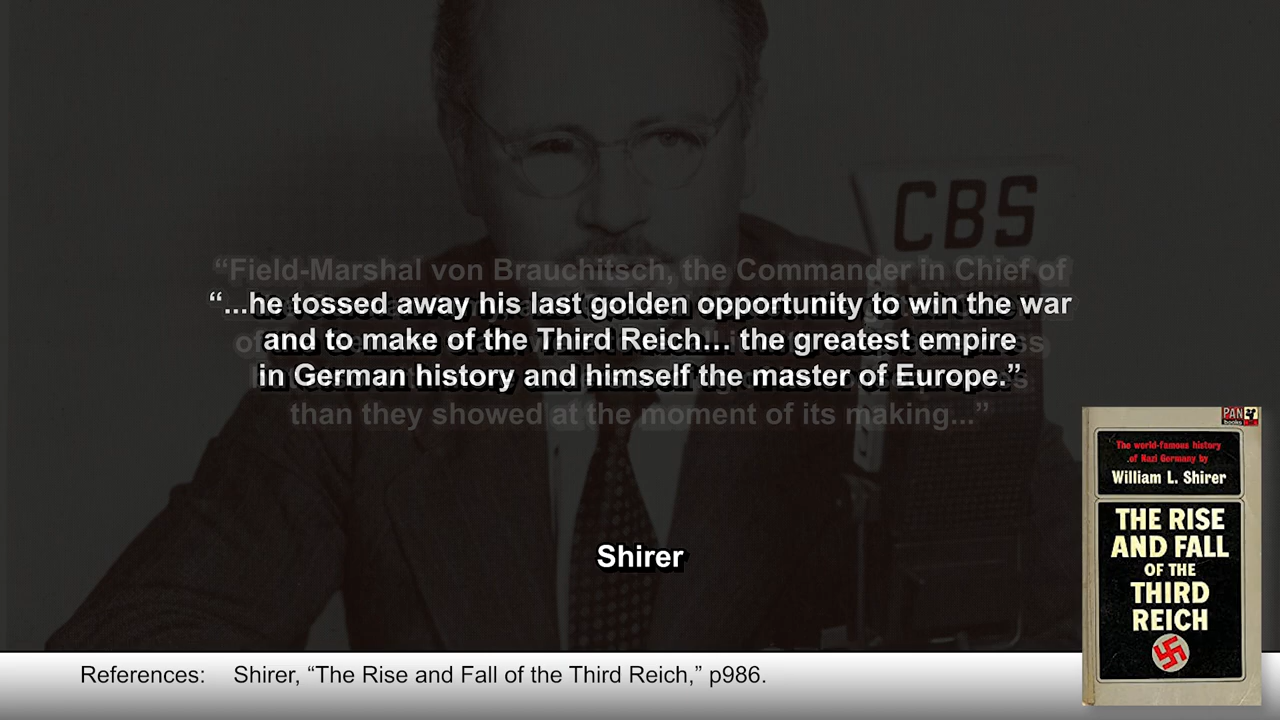 CBS
“Field-Marshal von Brauchitsch, the Commander in Chief of
“...he tossed away his last golden opportunity to win the war
and to make of the Third Reich… the greatest empire
in German history and himself the master of Europe.”
than they showed at the moment of its making...”
Shirer
PAN
books
The world-famous history
of Nazi Germany by
William L. Shirer
THE RISE
AND FALL
OF THE
THIRD
REICH
References: Shirer, “The Rise and Fall of the Third Reich,” p986.